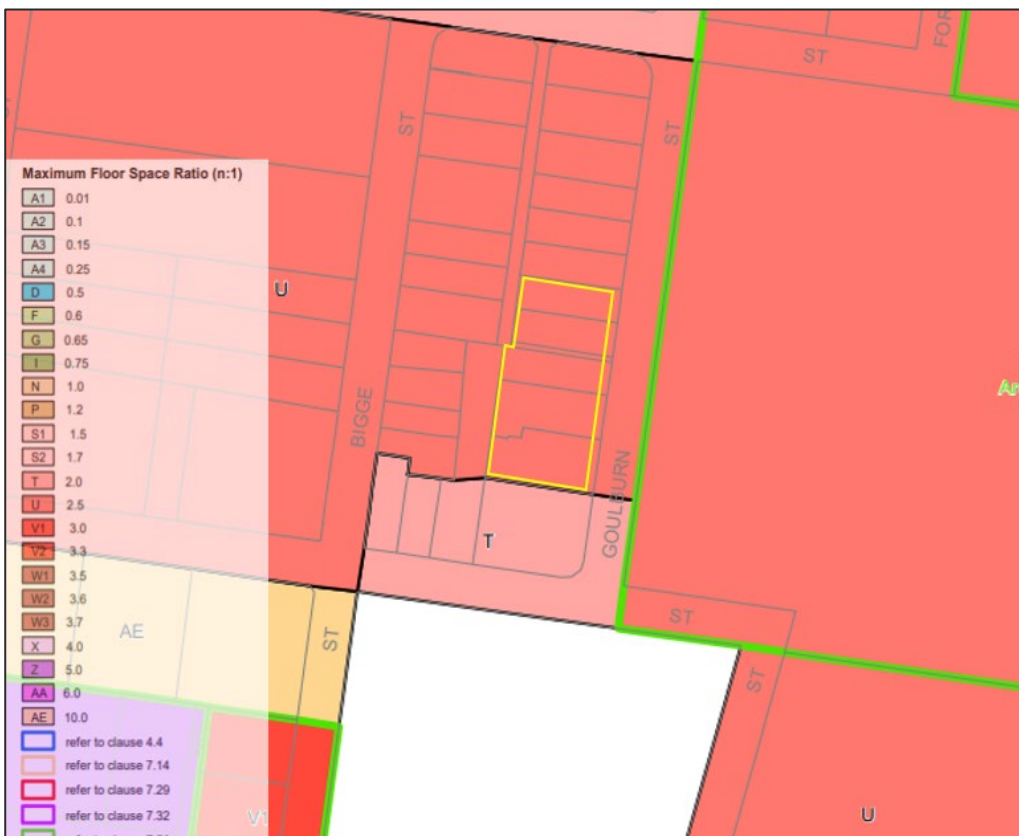 FOR
ST
ST
ST
Maximum Floor Space Ratio (n:1)
A1 0.01
A2 0.1
A3 0.15
A4 0.25
D 0.5
F 0.6
G 0.65
I 0.75
N 1.0
P 1.2
S1 1.5
S2 1.7
T 2.0
U 2.5
V1 3.0
V2 3.3
W1 3.5
W2 3.6
W3 3.7
X 4.0
Z 5.0
AA 6.0
AE 10.0
refer to clause 4.4
refer to clause 7.14
refer to clause 7.29
refer to clause 7.32
U
Ar
BIGGE
GOULBURN
T
ST
AE
ST
ST
V1
U